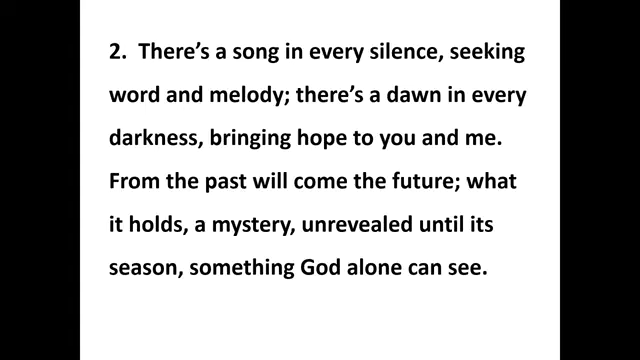 2.  There’s a song in every silence, seeking
word and melody; there’s a dawn in every
darkness, bringing hope to you and me.
From the past will come the future; what
it holds, a mystery, unrevealed until its
season, something God alone can see.